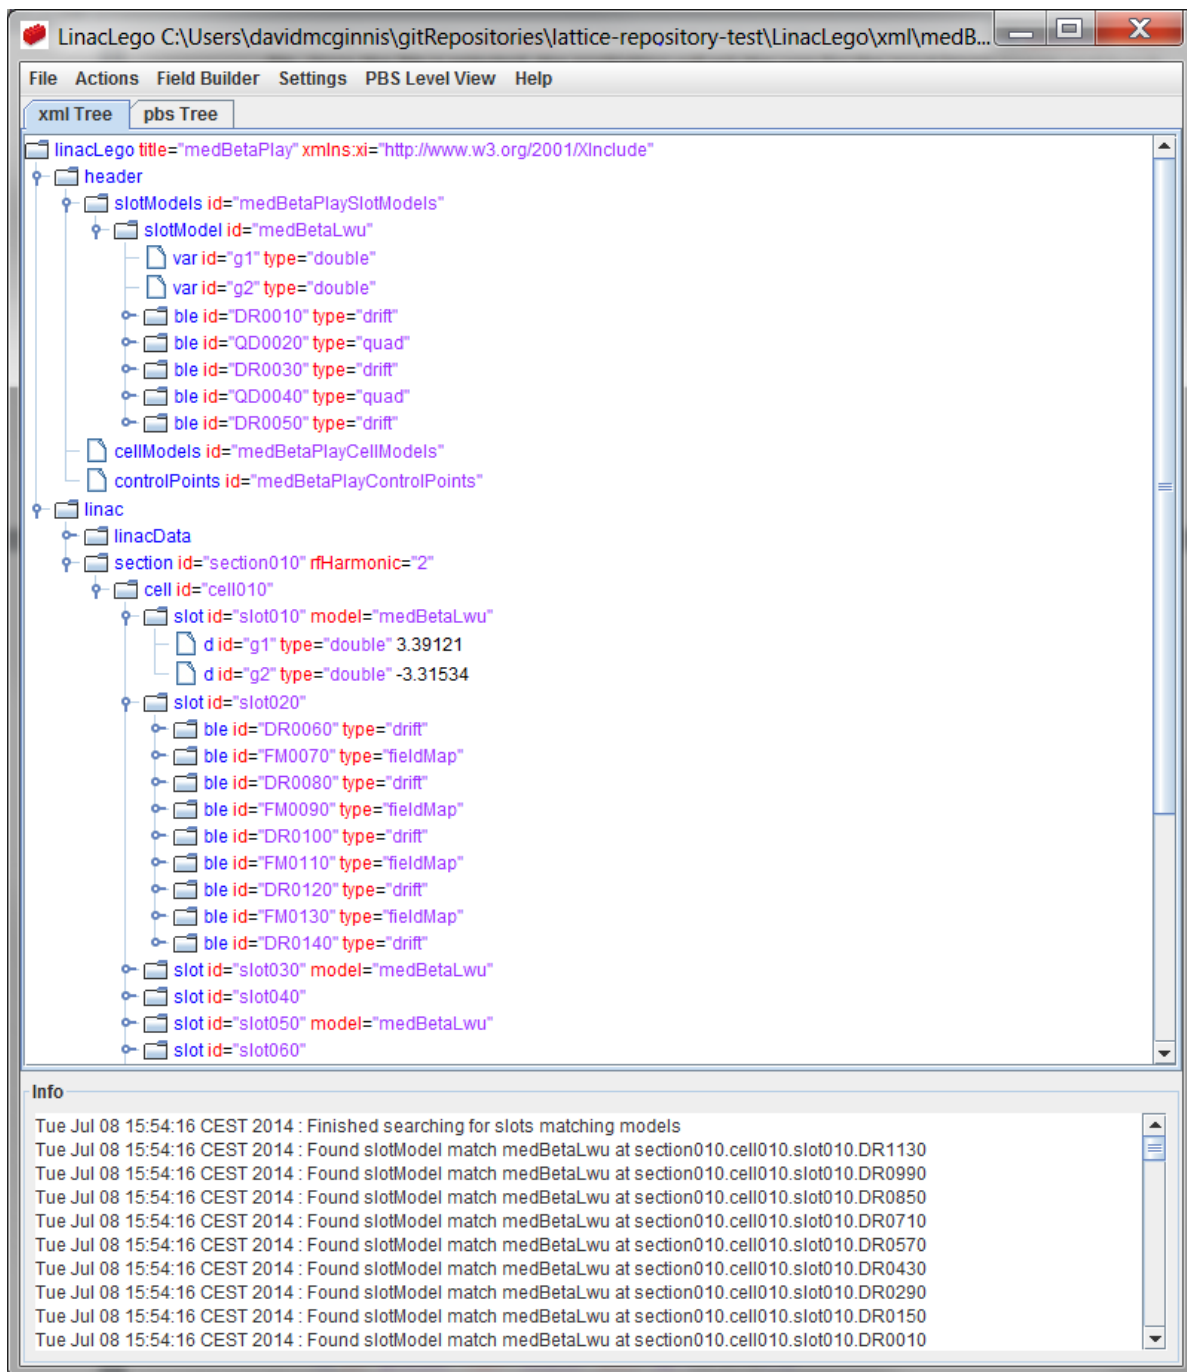 LinacLego C:\Users\davidmcginnis\gitRepositories\lattice-repository-test\LinacLego\xml\medB...
File Actions Field Builder Settings PBS Level View Help
xml Tree pbs Tree
linacLego title="medBetaPlay" xmlns:xi="http://www.w3.org/2001/XInclude"
header
slotModels id="medBetaPlaySlotModels"
slotModel id="medBetaLwu"
var id="g1" type="double"
var id="g2" type="double"
ble id="DR0010" type="drift"
ble id="QD0020" type="quad"
ble id="DR0030" type="drift"
ble id="QD0040" type="quad"
ble id="DR0050" type="drift"
cellModels id="medBetaPlayCellModels"
controlPoints id="medBetaPlayControlPoints"
linac
linacData
section id="section010" rfHarmonic="2"
cell id="cell010"
slot id="slot010" model="medBetaLwu"
d id="g1" type="double" 3.39121
d id="g2" type="double" -3.31534
slot id="slot020"
ble id="DR0060" type="drift"
ble id="FM0070" type="fieldMap"
ble id="DR0080" type="drift"
ble id="FM0090" type="fieldMap"
ble id="DR0100" type="drift"
ble id="FM0110" type="fieldMap"
ble id="DR0120" type="drift"
ble id="FM0130" type="fieldMap"
ble id="DR0140" type="drift"
slot id="slot030" model="medBetaLwu"
slot id="slot040"
slot id="slot050" model="medBetaLwu"
slot id="slot060"
Info
Tue Jul 08 15:54:16 CEST 2014 : Finished searching for slots matching models
Tue Jul 08 15:54:16 CEST 2014 : Found slotModel match medBetaLwu at section010.cell010.slot010.DR1130
Tue Jul 08 15:54:16 CEST 2014 : Found slotModel match medBetaLwu at section010.cell010.slot010.DR0990
Tue Jul 08 15:54:16 CEST 2014 : Found slotModel match medBetaLwu at section010.cell010.slot010.DR0850
Tue Jul 08 15:54:16 CEST 2014 : Found slotModel match medBetaLwu at section010.cell010.slot010.DR0710
Tue Jul 08 15:54:16 CEST 2014 : Found slotModel match medBetaLwu at section010.cell010.slot010.DR0570
Tue Jul 08 15:54:16 CEST 2014 : Found slotModel match medBetaLwu at section010.cell010.slot010.DR0430
Tue Jul 08 15:54:16 CEST 2014 : Found slotModel match medBetaLwu at section010.cell010.slot010.DR0290
Tue Jul 08 15:54:16 CEST 2014 : Found slotModel match medBetaLwu at section010.cell010.slot010.DR0150
Tue Jul 08 15:54:16 CEST 2014 : Found slotModel match medBetaLwu at section010.cell010.slot010.DR0010